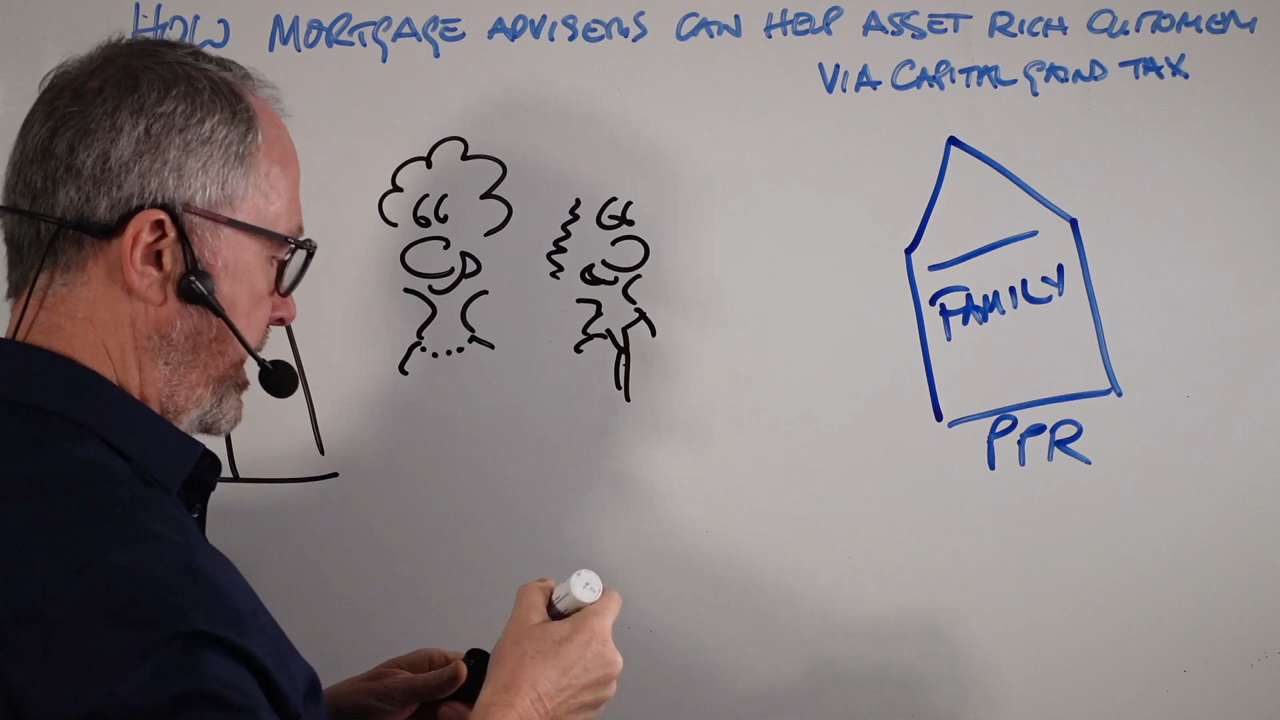 HOW MORTGAGE ADVISERS CAN HELP ASSET RICH CUSTOMERS
VIA CAPITAL GAINS TAX
FAMILY
PPR